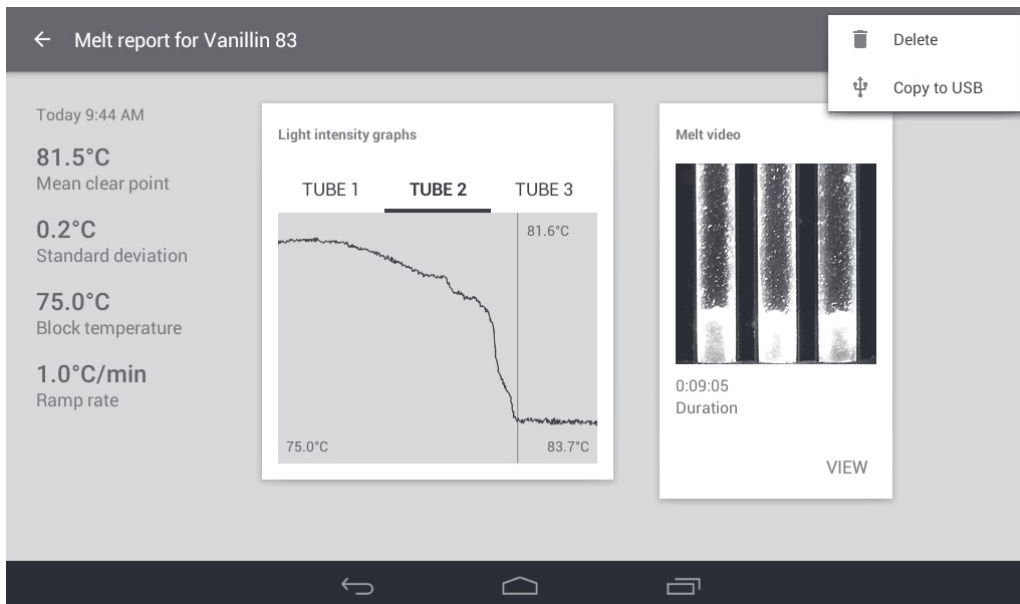 Melt report for Vanillin 83
Delete
Copy to USB
Today 9:44 AM
81.5°C
Mean clear point
0.2°C
Standard deviation
75.0°C
Block temperature
1.0°C/min
Ramp rate
Light intensity graphs
TUBE 1 TUBE 2 TUBE 3
81.6°C
75.0°C 83.7°C
Melt video
0:09:05
Duration
VIEW